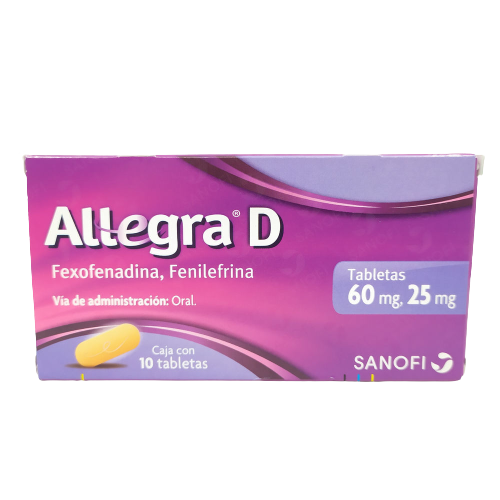 Allegra® D
Fexofenadina, Fenilefrina
Vía de administración: Oral.
Tabletas
60 mg, 25 mg
Caja con
10 tabletas
SANOFI